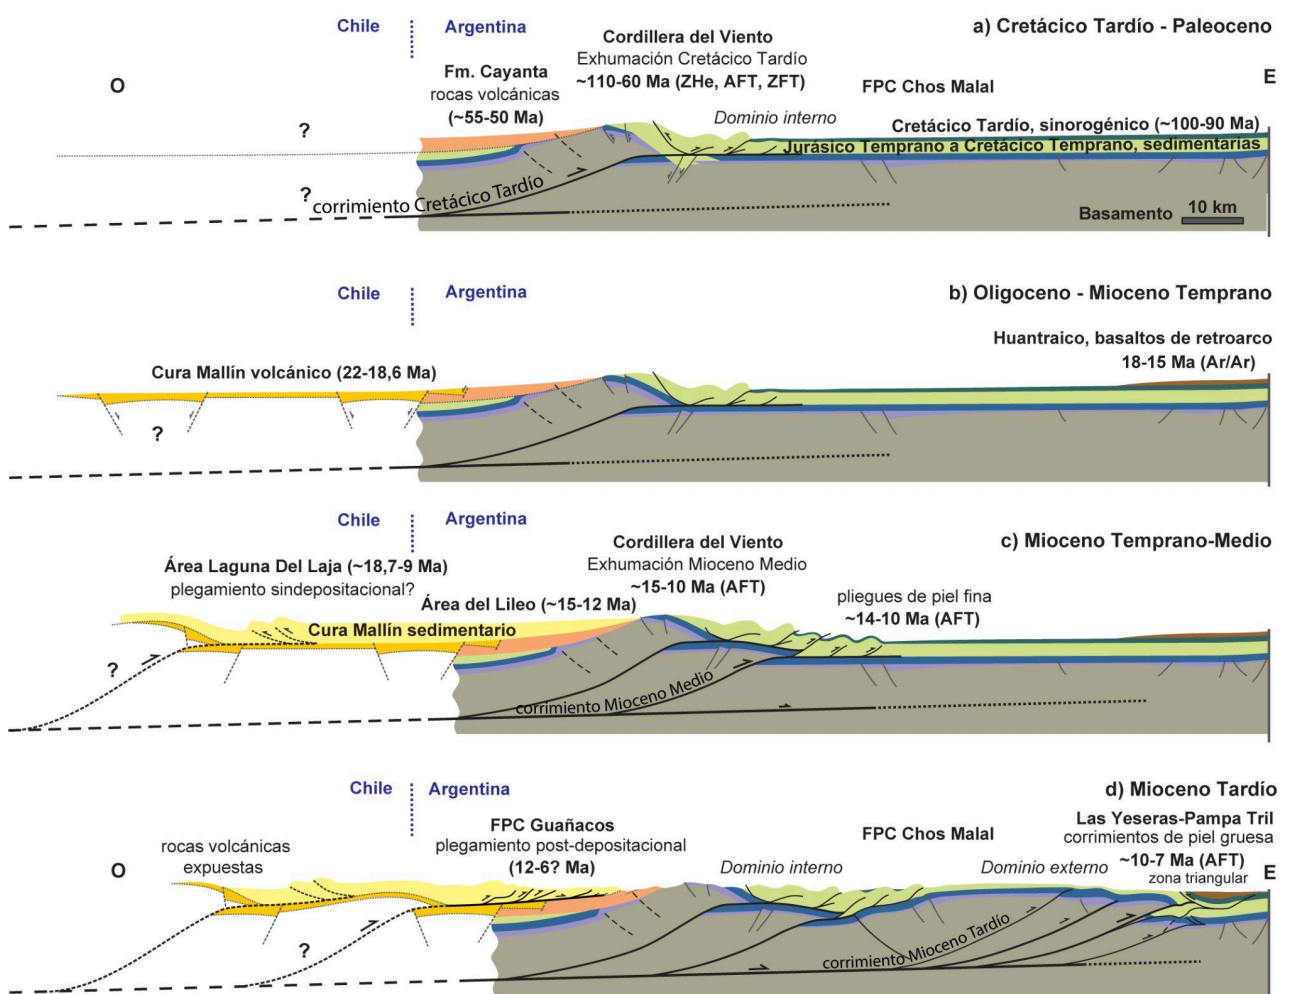 Chile
Argentina
a) Cretácico Tardío - Paleoceno
O
Cordillera del Viento
Exhumación Cretácico Tardío
~110-60 Ma (ZHe, AFT, ZFT)
Fm. Cayanta
rocas volcánicas
(~55-50 Ma)
FPC Chos Malal
E
Dominio interno
?
Cretácico Tardío, sinorogénico (~100-90 Ma)
Jurásico Temprano a Cretácico Temprano, sedimentarias
?
corrimiento Cretácico Tardío
Basamento
10 km
Chile
Argentina
b) Oligoceno - Mioceno Temprano
Huantraico, basaltos de retroarco
18-15 Ma (Ar/Ar)
Cura Mallín volcánico (22-18,6 Ma)
?
Chile
Argentina
c) Mioceno Temprano-Medio
Cordillera del Viento
Exhumación Mioceno Medio
~15-10 Ma (AFT)
Área Laguna Del Laja (~18,7-9 Ma)
plegamiento sindepositacional?
Área del Lileo (~15-12 Ma)
pliegues de piel fina
~14-10 Ma (AFT)
Cura Mallín sedimentario
?
corrimiento Mioceno Medio
Chile
Argentina
d) Mioceno Tardío
Las Yeseras-Pampa Tril
corrimientos de piel gruesa
~10-7 Ma (AFT)
zona triangular
FPC Guañacos
plegamiento post-depositacional
(12-6? Ma)
FPC Chos Malal
rocas volcánicas
expuestas
O
Dominio interno
Dominio externo
E
?
corrimiento Mioceno Tardío